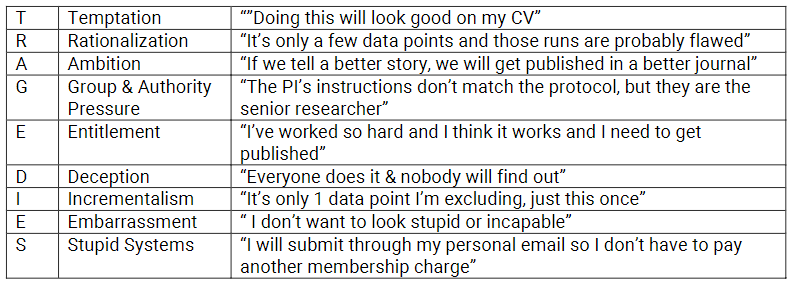 T Temptation “”Doing this will look good on my CV”
R Rationalization “It’s only a few data points and those runs are probably flawed”
A Ambition “If we tell a better story, we will get published in a better journal”
G Group & Authority “The PI’s instructions don’t match the protocol, but they are the
Pressure senior researcher”
E Entitlement “I’ve worked so hard and I think it works and I need to get
published”
D Deception “Everyone does it & nobody will find out”
I Incrementalism “It’s only 1 data point I’m excluding, just this once”
E Embarrassment “ I don’t want to look stupid or incapable”
S Stupid Systems “I will submit through my personal email so I don’t have to pay
another membership charge”